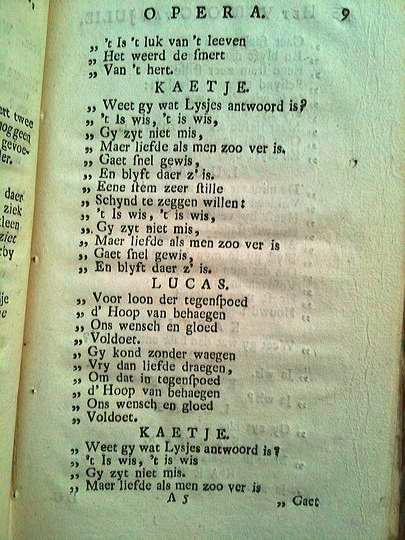 OPERA. 9
„ 't Is 't luk van 't leeven
„ Het weerd de ſmert
„ Van 't hert.
KAETJE.
„ Weet gy wat Lysjes antwoord is?
„ 't Is wis, 't is wis,
„ Gy zyt niet mis,
„ Maer liefde als men zoo ver is.
„ Gaet ſnel gewis,
„ En blyft daer z' is.
„ Eene ſtem zeer ſtille
„ Schynd te zeggen willen:
„ 't Is wis, 't is wis,
„ Gy zyt niet mis,
„ Maer liefde als men zoo ver is
„ Gaet ſnel gewis,
„ En blyft daer z' is.
LUCAS.
„ Voor loon der tegenſpoed
„ d' Hoop van behaegen
„ Ons wensch en gloed
„ Voldoet.
„ Gy kond zonder waegen
„ Vry dan liefde draegen,
„ Om dat in tegenſpoed
„ d' Hoop van behaegen
„ Ons wensch en gloed
„ Voldoet.
KAETJE.
„ Weet gy wat Lysjes antwoord is?
„ 't Is wis, 't is wis
„ Gy zyt niet mis.
„ Maer liefde als men zoo ver is
A 5 „ Gaet
twee
daer
ziek